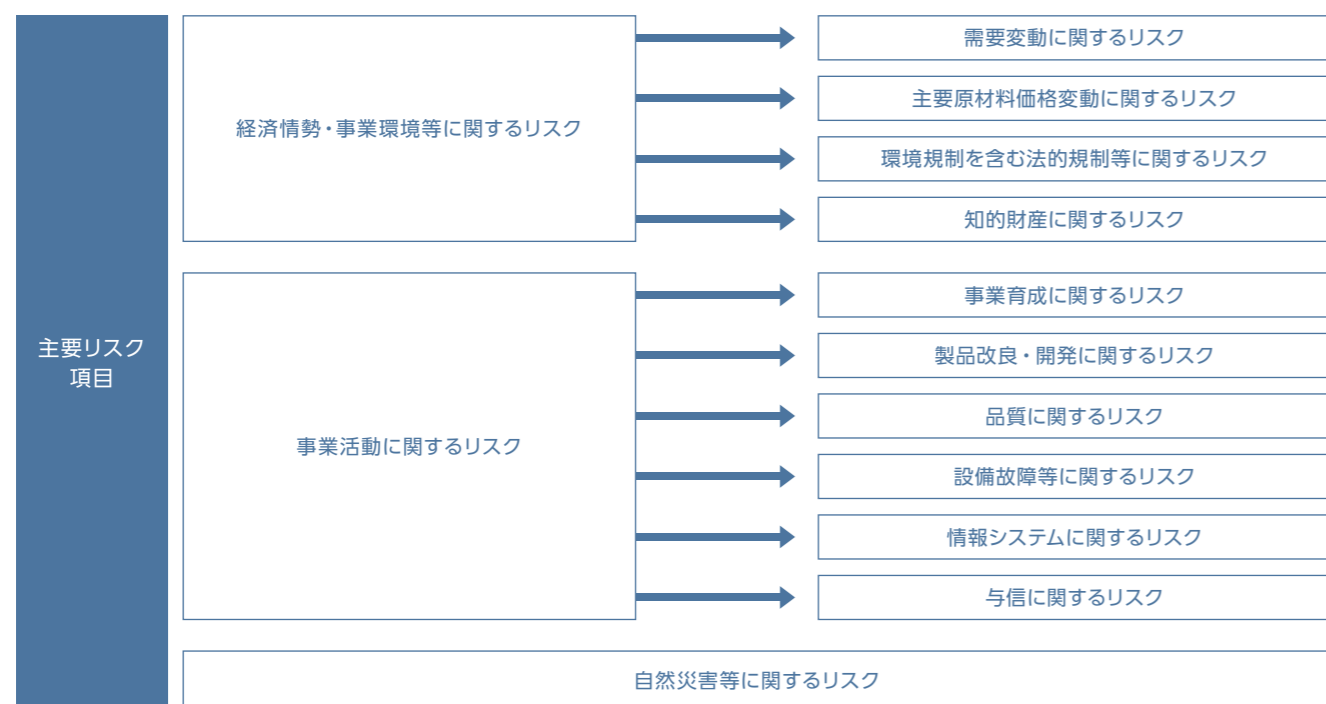 主要リスク
項目
経済情勢・事業環境等に関するリスク
需要変動に関するリスク
主要原材料価格変動に関するリスク
環境規制を含む法的規制等に関するリスク
知的財産に関するリスク
事業活動に関するリスク
事業育成に関するリスク
製品改良・開発に関するリスク
品質に関するリスク
設備故障等に関するリスク
情報システムに関するリスク
与信に関するリスク
自然災害等に関するリスク